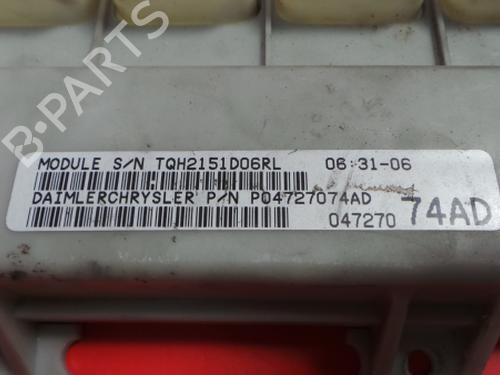 B-Parts
MODULE S/N TQH2151D06RL 06:31-06
DAIMLERCHRYSLER P/N P04727074AD
047270 74AD